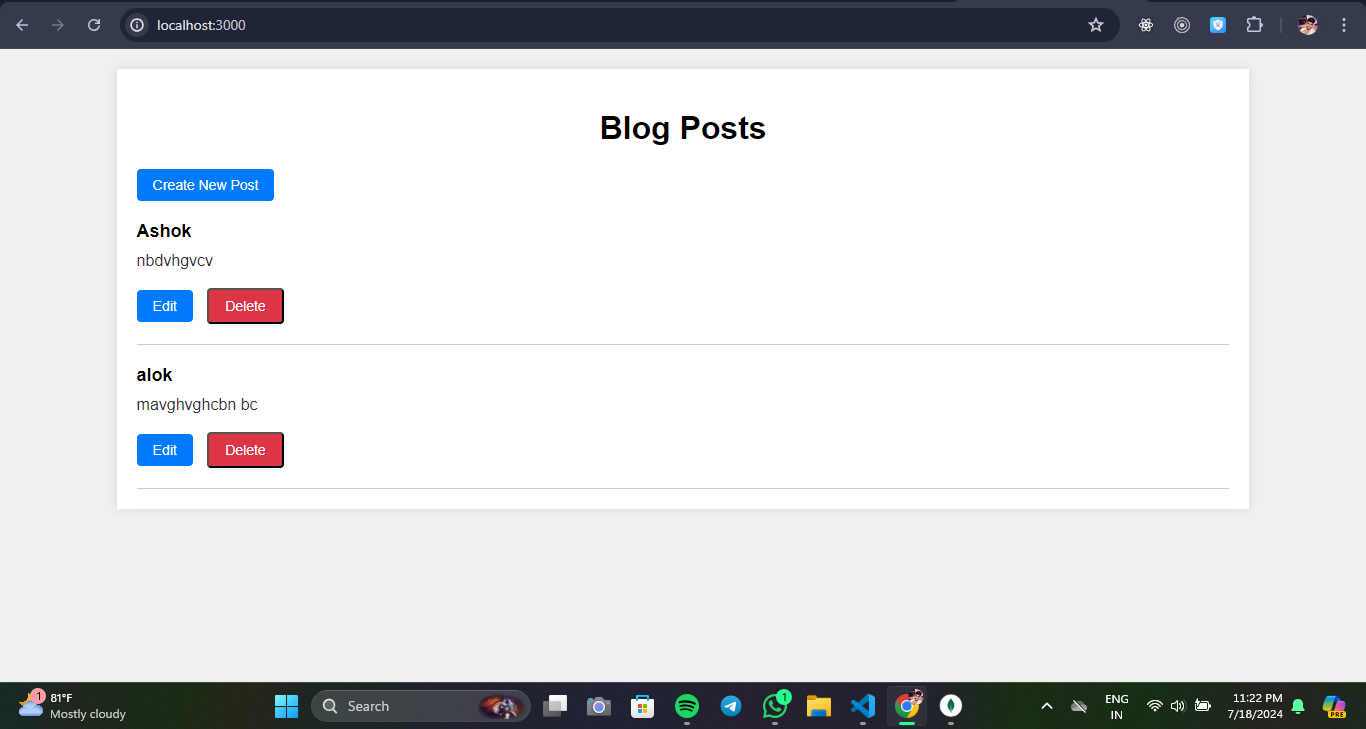 localhost:3000
Blog Posts
Create New Post
Ashok
nbdvhgvcv
Edit Delete
alok
mavghvghcbn bc
Edit Delete
1
81°F
Mostly cloudy
Search
1
ENG
IN
11:22 PM
7/18/2024
PRE